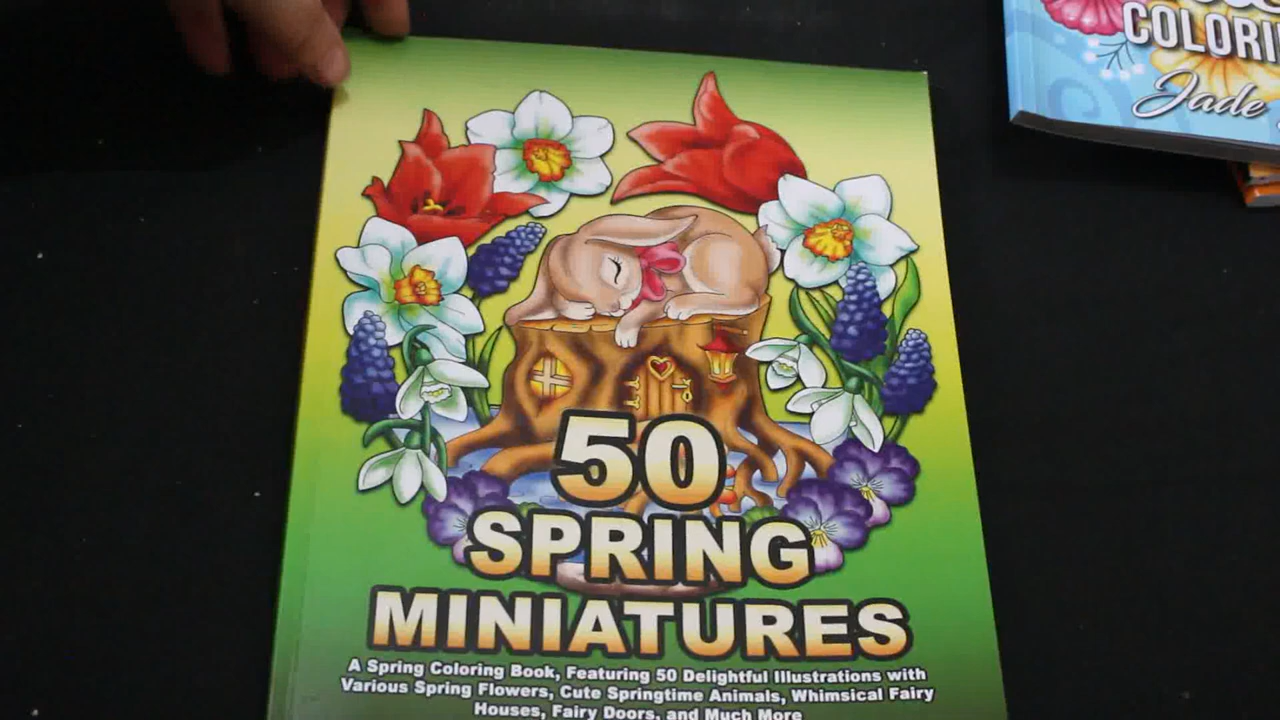 COLORI
Jade
50
SPRING
MINIATURES
A Spring Coloring Book, Featuring 50 Delightful Illustrations with
Various Spring Flowers, Cute Springtime Animals, Whimsical Fairy
Houses, Fairy Doors, and Much More